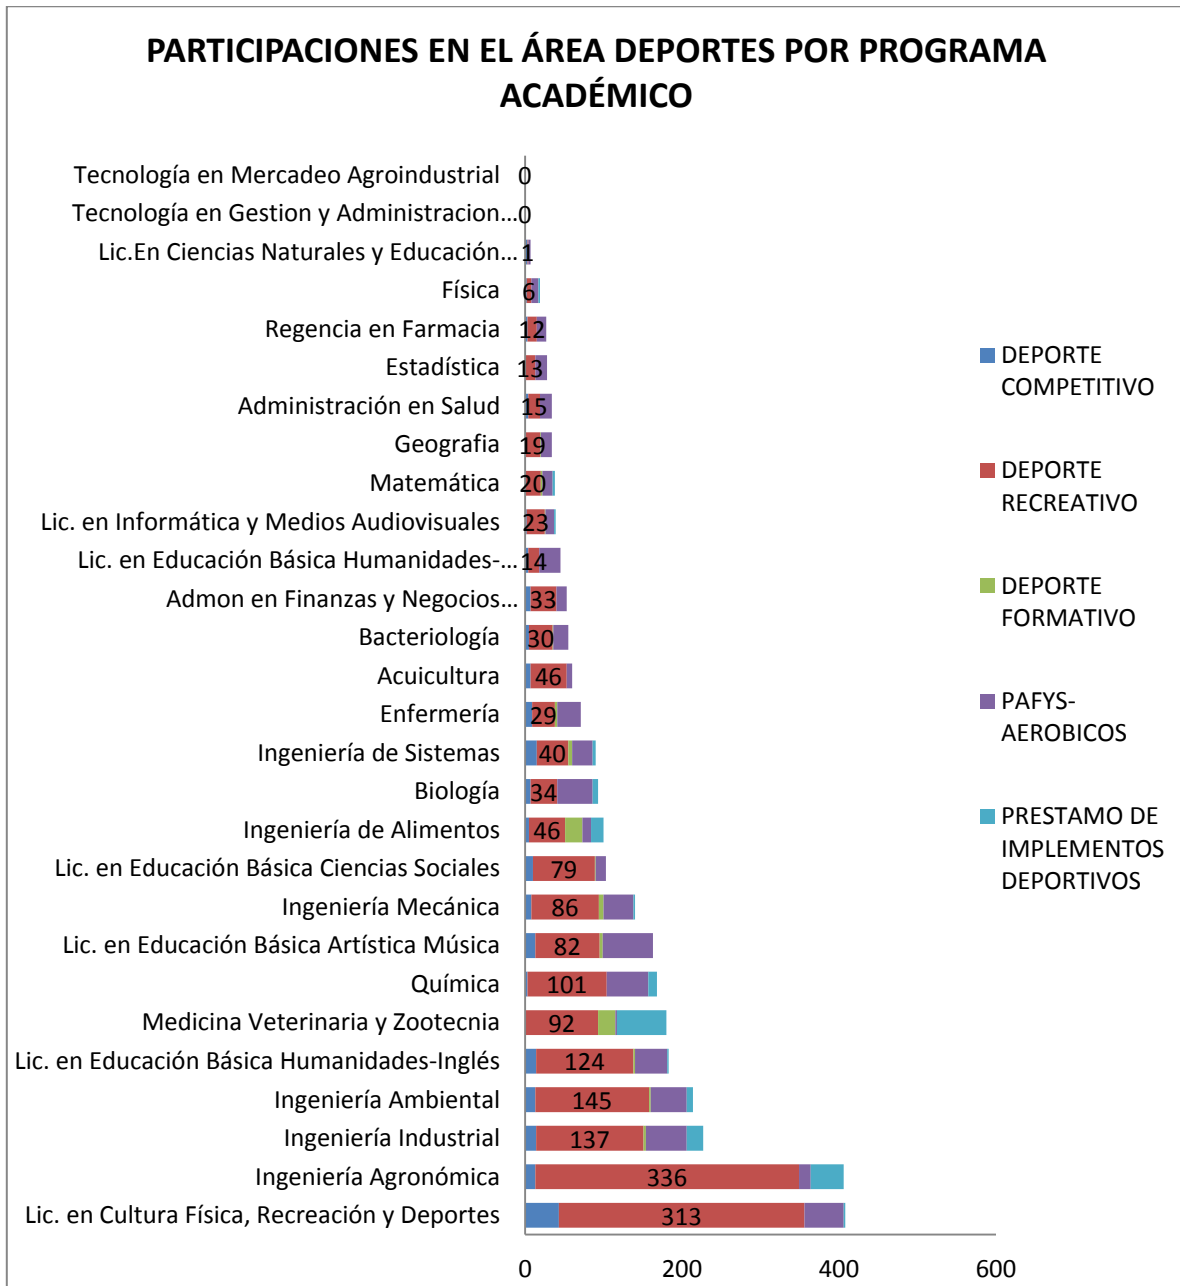 PARTICIPACIONES EN EL ÁREA DEPORTES POR PROGRAMA
ACADÉMICO
Tecnología en Mercadeo Agroindustrial 0
Tecnología en Gestion y Administracion... 0
Lic.En Ciencias Naturales y Educación... 1
Física 6
Regencia en Farmacia 12
Estadística 13
Administración en Salud 15
Geografia 19
Matemática 20
Lic. en Informática y Medios Audiovisuales 23
Lic. en Educación Básica Humanidades-... 14
Admon en Finanzas y Negocios... 33
Bacteriología 30
Acuicultura 46
Enfermería 29
Ingeniería de Sistemas 40
Biología 34
Ingeniería de Alimentos 46
Lic. en Educación Básica Ciencias Sociales 79
Ingeniería Mecánica 86
Lic. en Educación Básica Artística Música 82
Química 101
Medicina Veterinaria y Zootecnia 92
Lic. en Educación Básica Humanidades-Inglés 124
Ingeniería Ambiental 145
Ingeniería Industrial 137
Ingeniería Agronómica 336
Lic. en Cultura Física, Recreación y Deportes 313
0 200 400 600
DEPORTE
COMPETITIVO
DEPORTE
RECREATIVO
DEPORTE
FORMATIVO
PAFYS-
AEROBICOS
PRESTAMO DE
IMPLEMENTOS
DEPORTIVOS